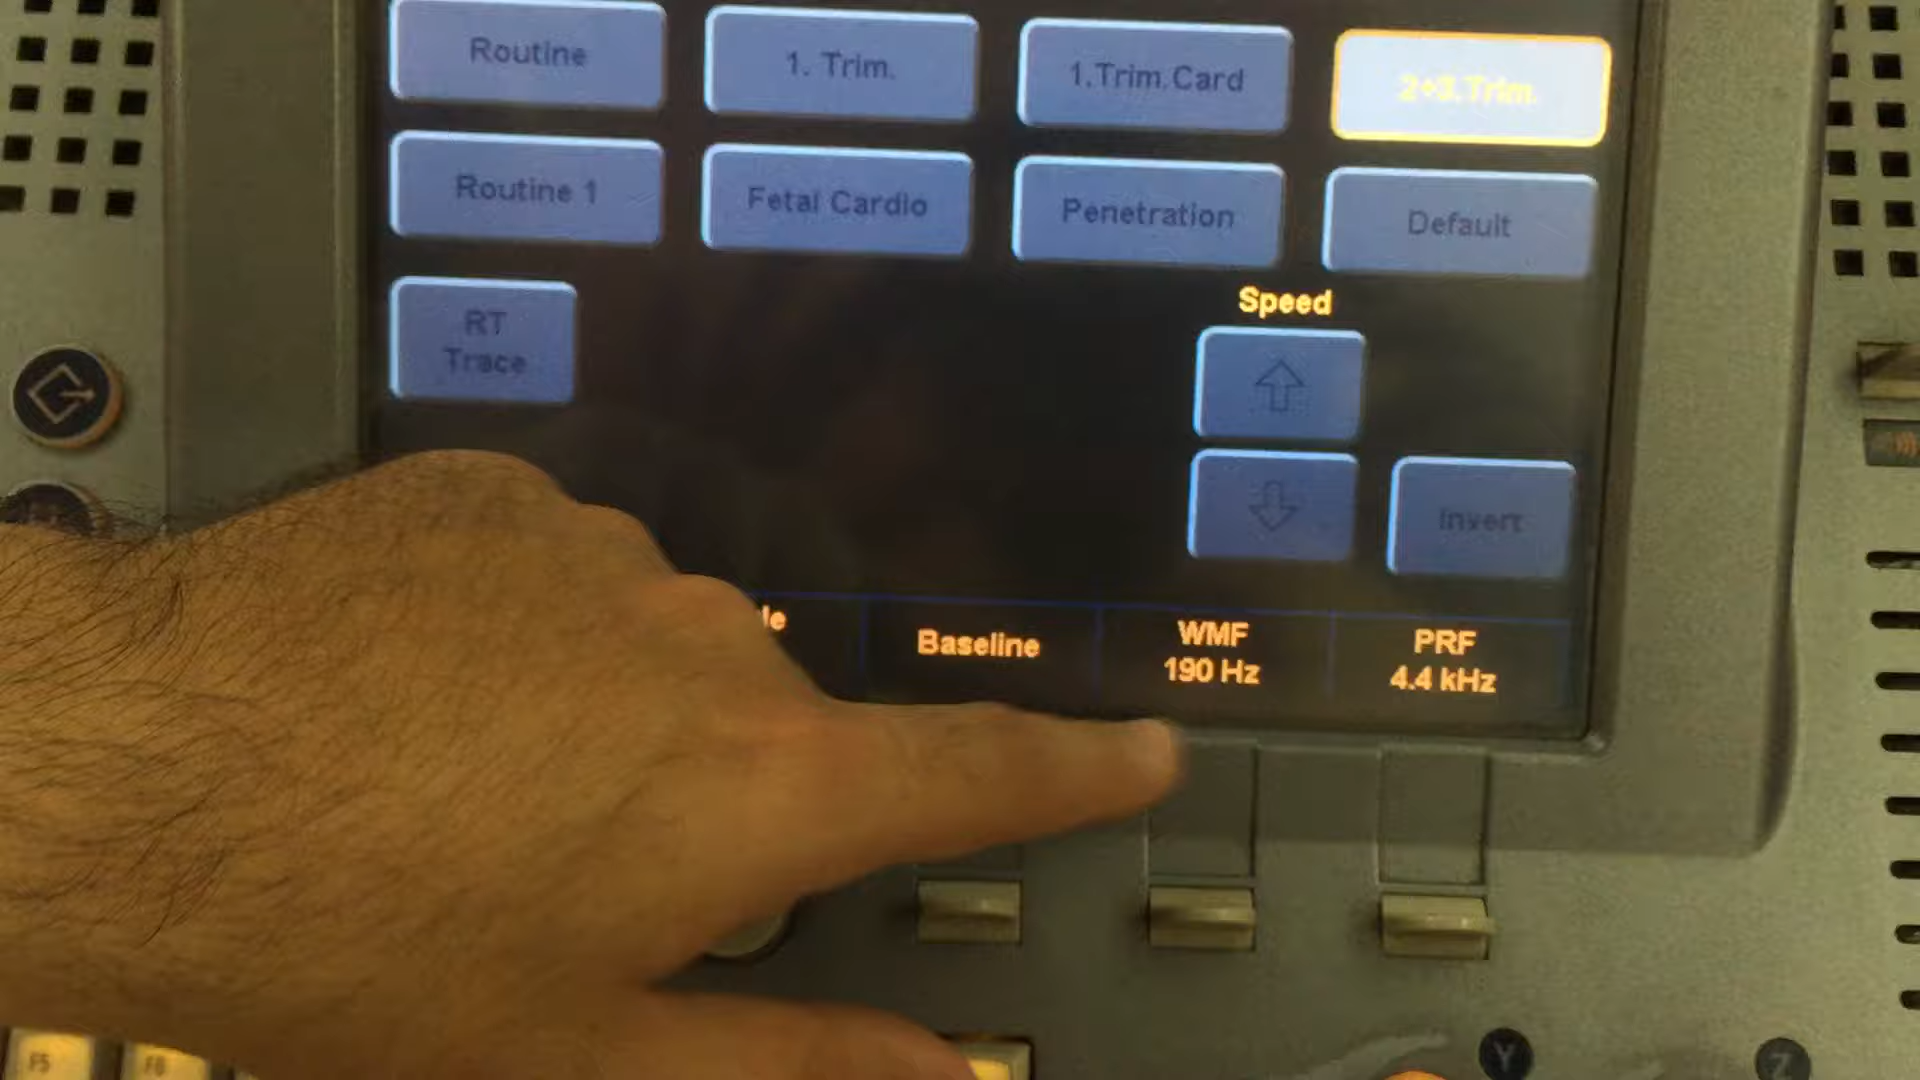 Routine
1. Trim.
1.Trim.Card
2+3.Trim.
Routine 1
Fetal Cardio
Penetration
Default
RT
Trace
Speed
Invert
le
Baseline
WMF
190 Hz
PRF
4.4 kHz
F5
F6
Y
Z